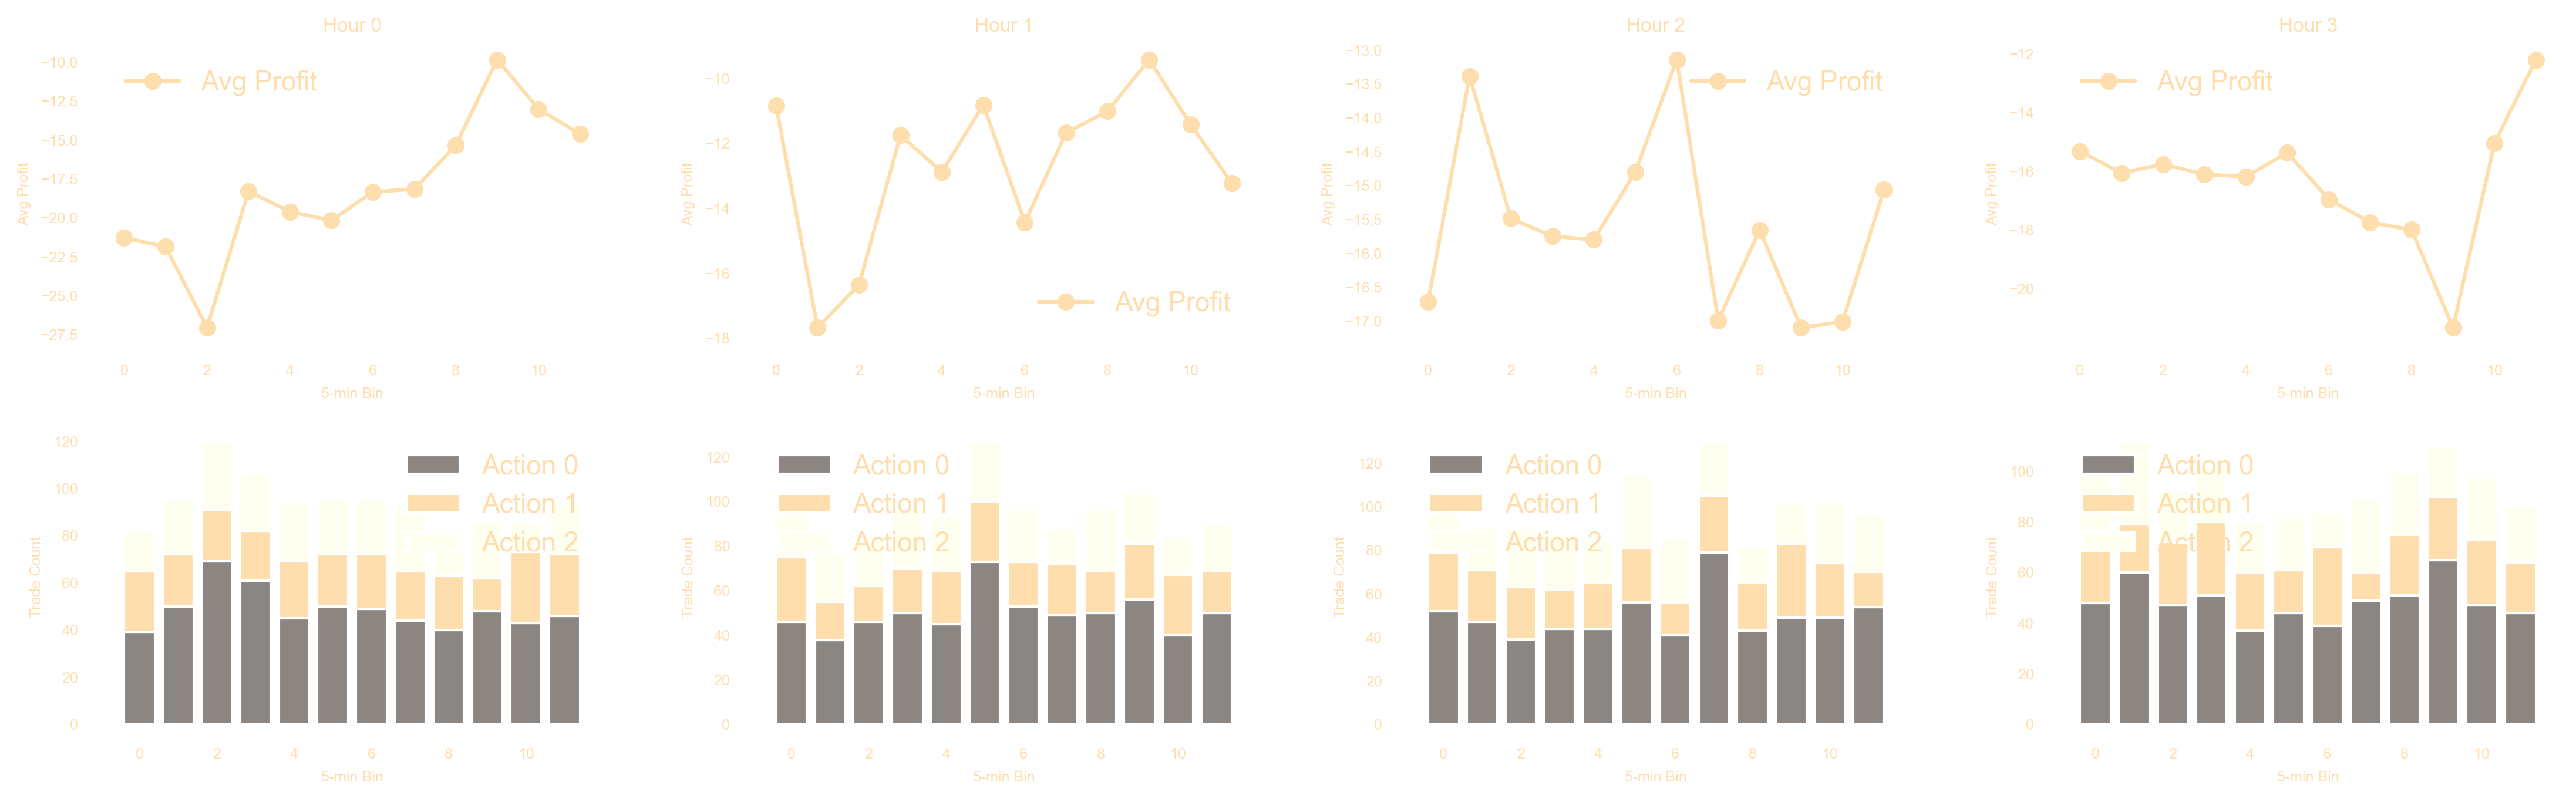 Hour 0
−10.0
−12.5
−15.0
−17.5
−20.0
−22.5
−25.0
−27.5
Avg Profit
Avg Profit
0 2 4 6 8 10
5-min Bin
Hour 1
−10
−12
−14
−16
−18
Avg Profit
Avg Profit
0 2 4 6 8 10
5-min Bin
Hour 2
−13.0
−13.5
−14.0
−14.5
−15.0
−15.5
−16.0
−16.5
−17.0
Avg Profit
Avg Profit
0 2 4 6 8 10
5-min Bin
Hour 3
−12
−14
−16
−18
−20
Avg Profit
Avg Profit
0 2 4 6 8 10
5-min Bin
120
100
80
60
40
20
0
Trade Count
Action 0
Action 1
Action 2
0 2 4 6 8 10
5-min Bin
120
100
80
60
40
20
0
Trade Count
Action 0
Action 1
Action 2
0 2 4 6 8 10
5-min Bin
120
100
80
60
40
20
0
Trade Count
Action 0
Action 1
Action 2
0 2 4 6 8 10
5-min Bin
100
80
60
40
20
0
Trade Count
Action 0
Action 1
Action 2
0 2 4 6 8 10
5-min Bin